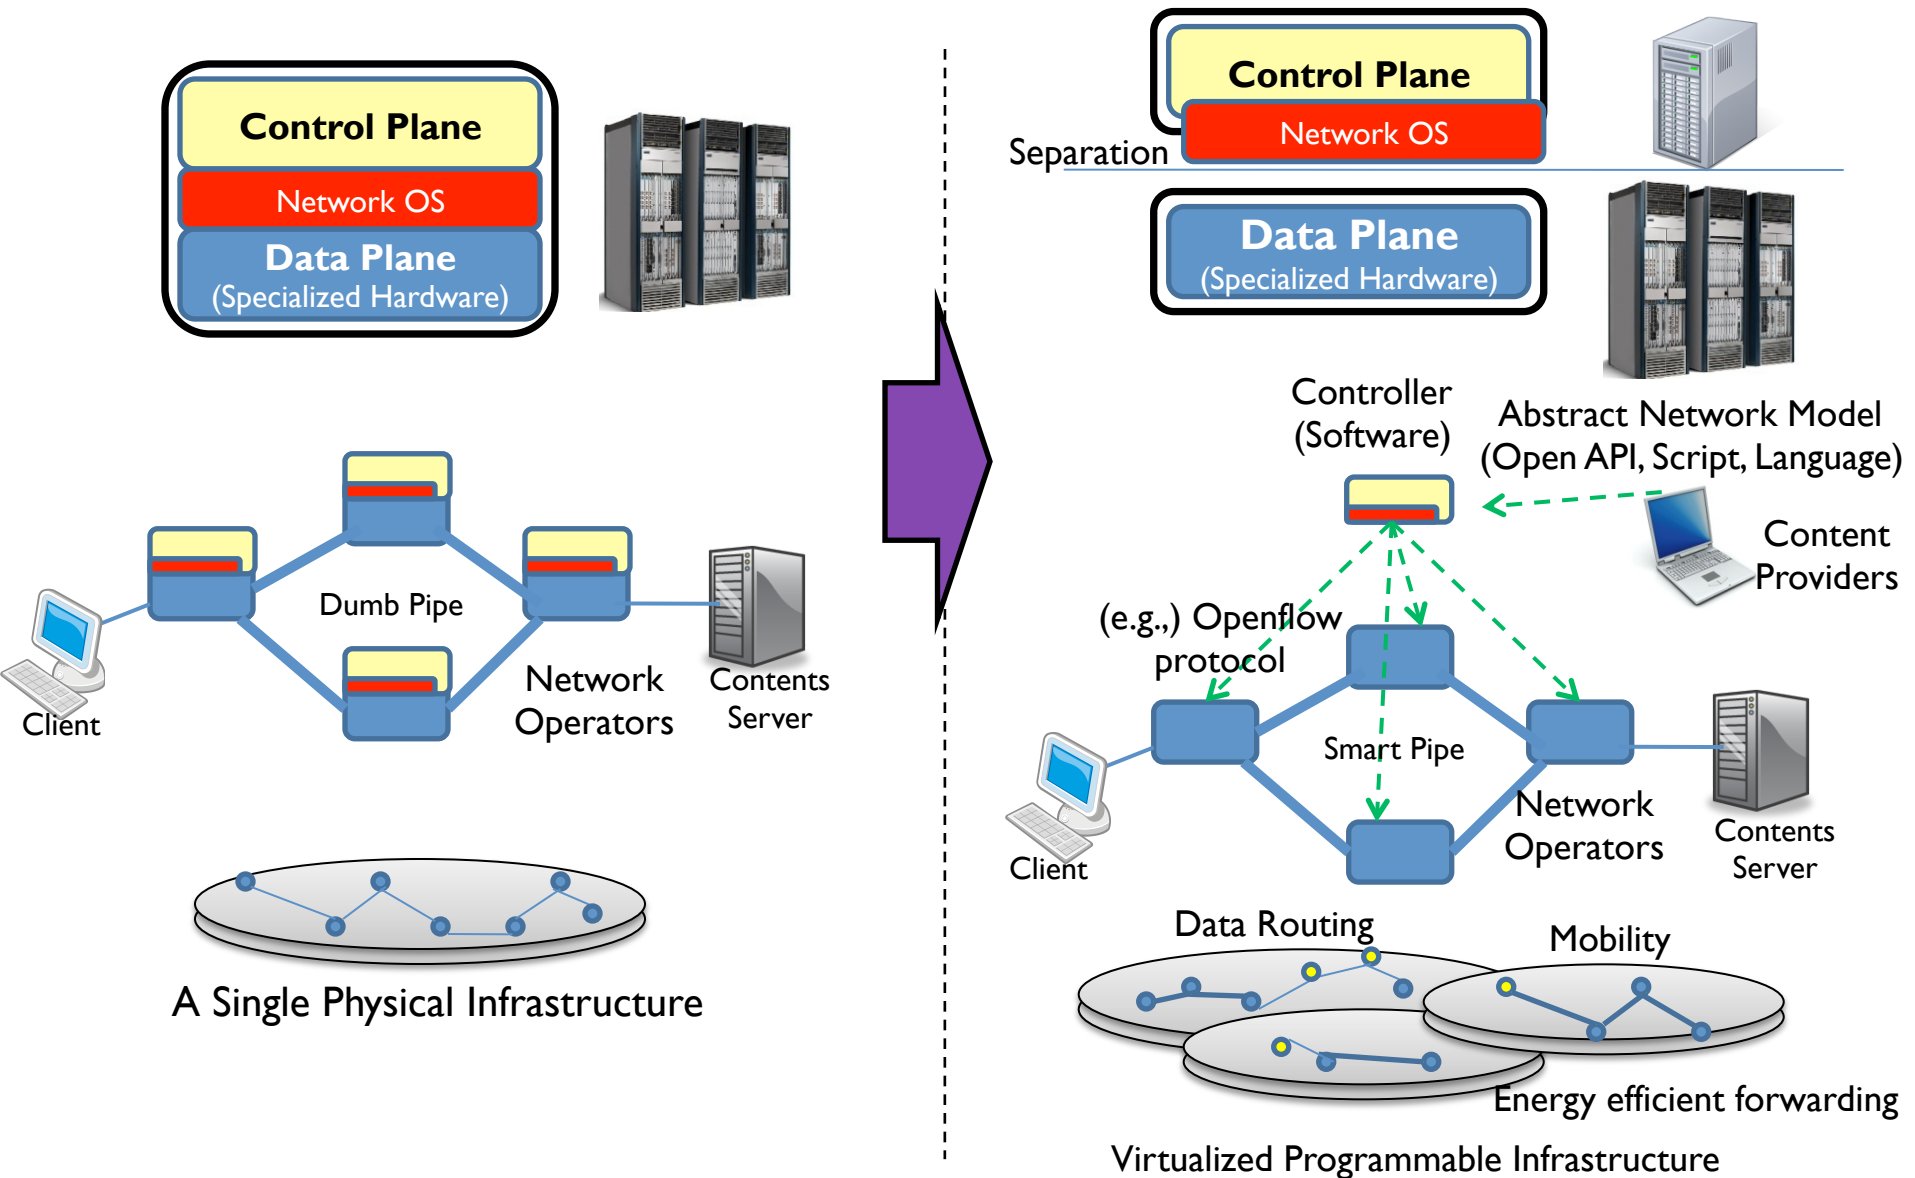 Control Plane
Network OS
Data Plane
(Specialized Hardware)
Dumb Pipe
Client
Network
Operators
Contents
Server
A Single Physical Infrastructure
Control Plane
Network OS
Separation
Data Plane
(Specialized Hardware)
Controller
(Software)
Abstract Network Model
(Open API, Script, Language)
Content
Providers
(e.g.,) Openflow
protocol
Smart Pipe
Client
Network
Operators
Contents
Server
Data Routing
Mobility
Energy efficient forwarding
Virtualized Programmable Infrastructure